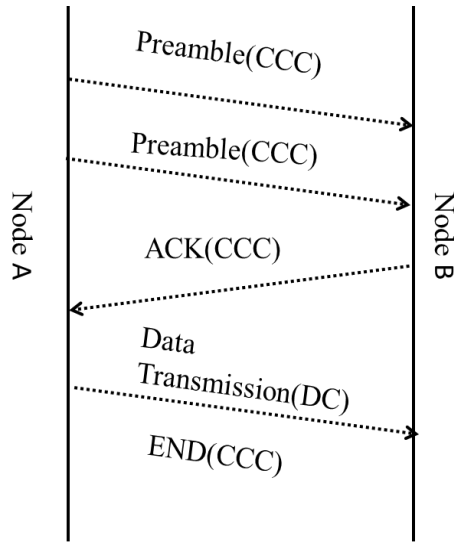 Preamble(CCC)
Preamble(CCC)
Node A
Node B
ACK(CCC)
Data
Transmission(DC)
END(CCC)